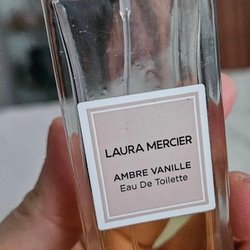 LAURA MERCIER
AMBRE VANILLE
Eau De Toilette